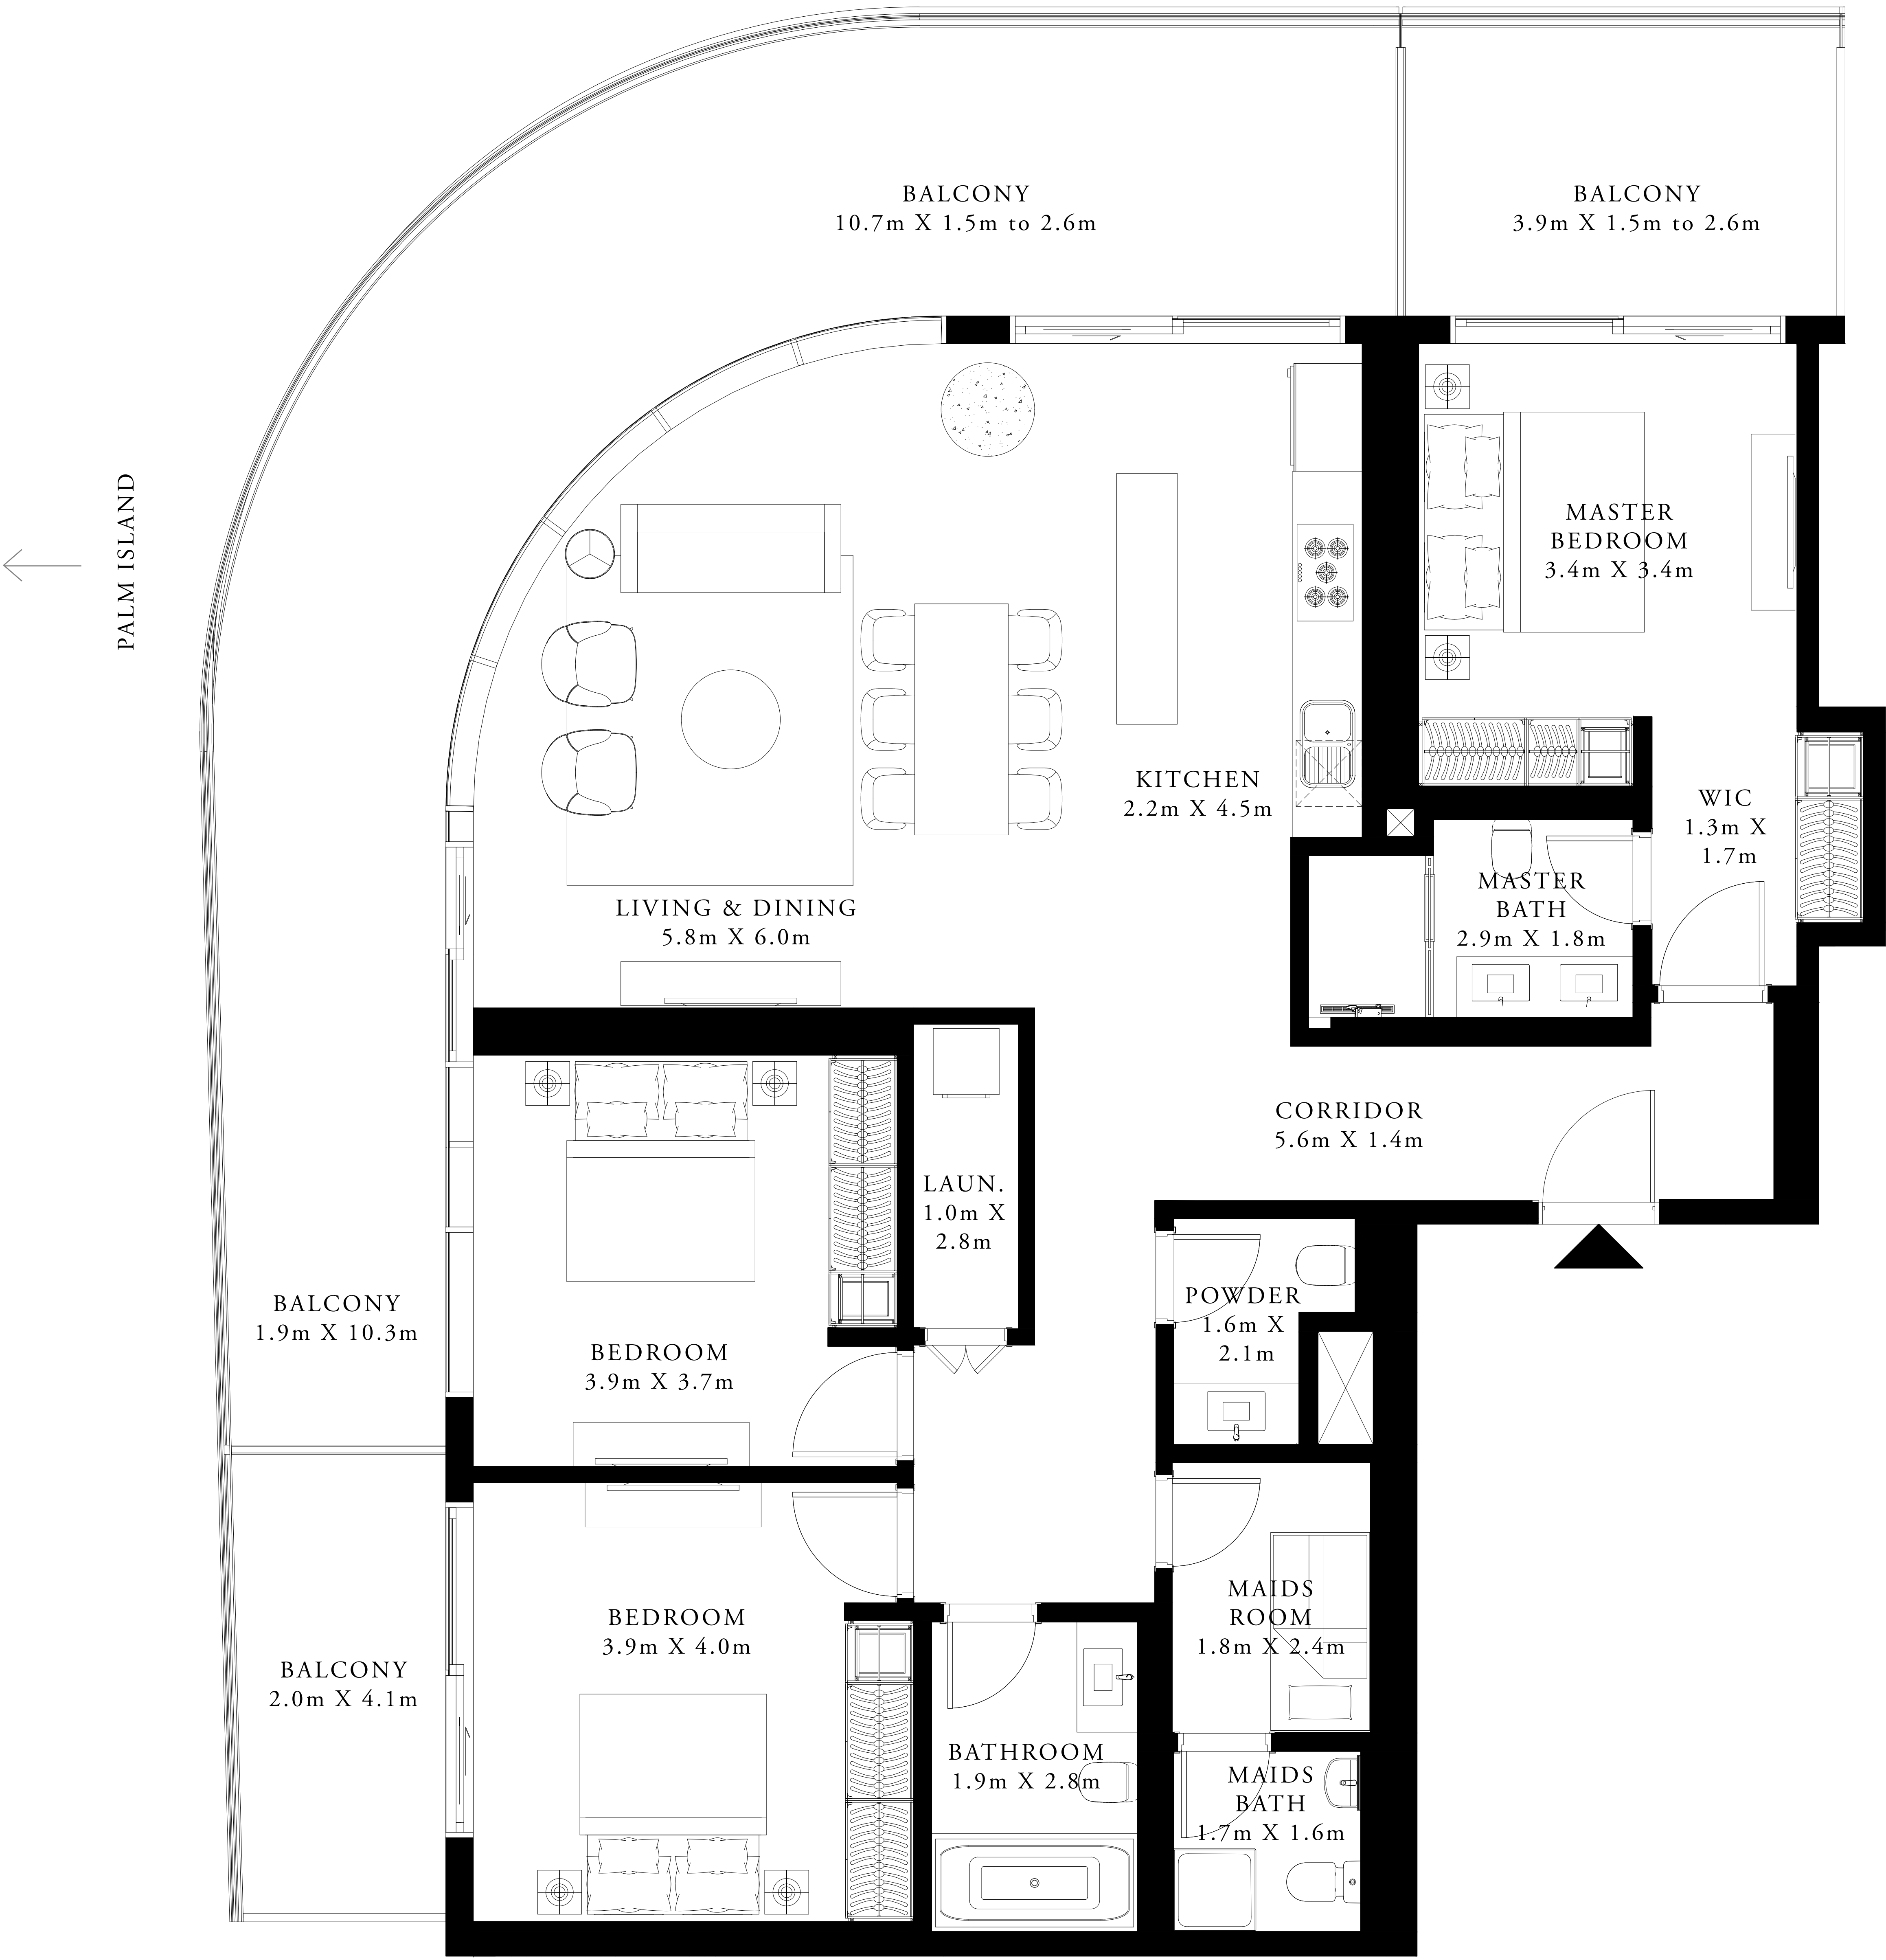 BALCONY
10.7m X 1.5m to 2.6m
BALCONY
3.9m X 1.5m to 2.6m
PALM ISLAND
MASTER
BEDROOM
3.4m X 3.4m
KITCHEN
2.2m X 4.5m
WIC
1.3m X
1.7m
MASTER
BATH
2.9m X 1.8m
LIVING & DINING
5.8m X 6.0m
CORRIDOR
5.6m X 1.4m
LAUN.
1.0m X
2.8m
POWDER
1.6m X
2.1m
BALCONY
1.9m X 10.3m
BEDROOM
3.9m X 3.7m
MAIDS
ROOM
1.8m X 2.4m
BEDROOM
3.9m X 4.0m
BALCONY
2.0m X 4.1m
BATHROOM
1.9m X 2.8m
MAIDS
BATH
1.7m X 1.6m